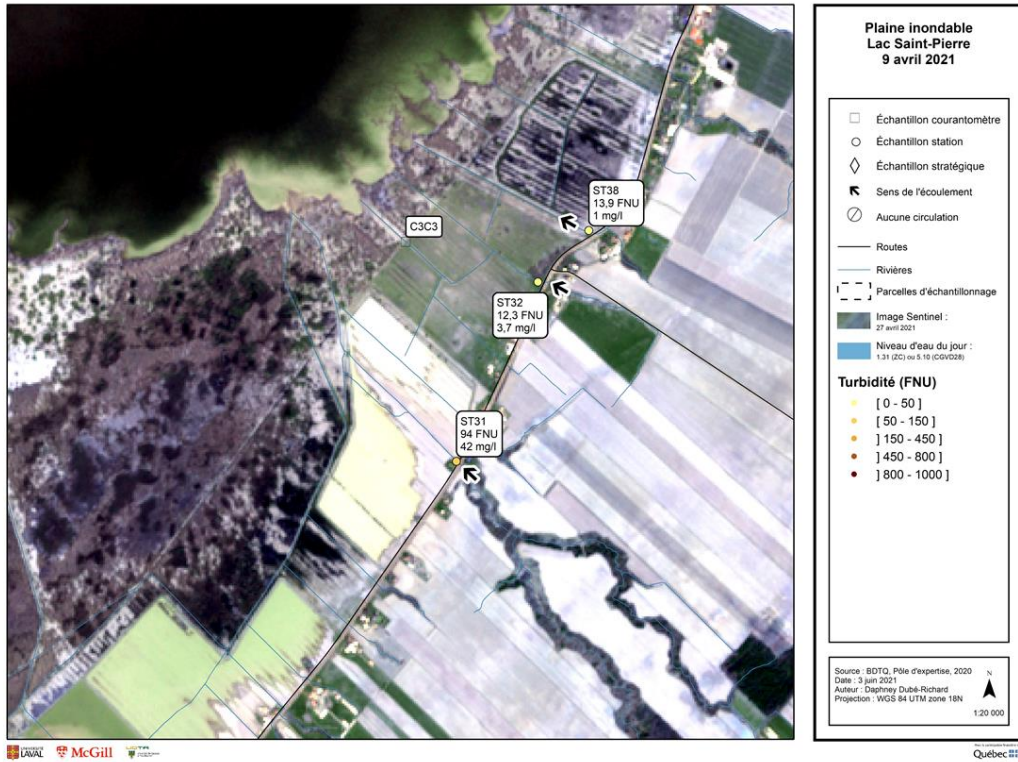 Plaine inondable
Lac Saint-Pierre
9 avril 2021
Échantillon courantomètre
Échantillon station
Échantillon stratégique
Sens de l'écoulement
Aucune circulation
Routes
Rivières
Parcelles d'échantillonnage
Image Sentinel :
27 avril 2021
Niveau d'eau du jour :
1.31 (ZC) ou 5.10 (CGVD28)
Turbidité (FNU)
[ 0 - 50 ]
[ 50 - 150 ]
] 150 - 450 ]
] 450 - 800 ]
] 800 - 1000 ]
Source : BDTQ, Pôle d'expertise, 2020
Date : 3 juin 2021
Auteur : Daphney Dubé-Richard
Projection : WGS 84 UTM zone 18N
N
1:20 000
ST38
13,9 FNU
1 mg/l
C3C3
ST32
12,3 FNU
3,7 mg/l
ST31
94 FNU
42 mg/l
UNIVERSITÉ
LAVAL
McGill
Québec